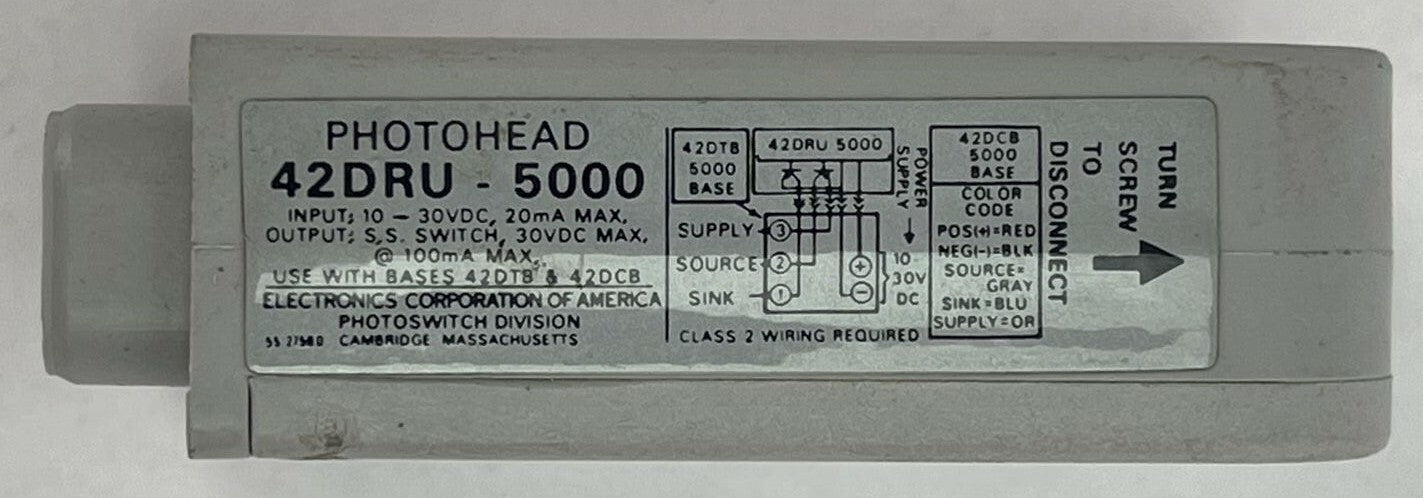 PHOTOHEAD
42DRU - 5000
INPUT; 10 - 30VDC, 20mA MAX.
OUTPUT; S.S. SWITCH, 30VDC MAX.
@ 100mA MAX.
USE WITH BASES 42DTB & 42DCB
ELECTRONICS CORPORATION OF AMERICA
PHOTOSWITCH DIVISION
CAMBRIDGE MASSACHUSETTS
42DTB
5000
BASE
42DRU 5000
SUPPLY 3
SOURCE 2
SINK 1
+
-
10-
30V
DC
POWER
SUPPLY
CLASS 2 WIRING REQUIRED
42DCB
5000
BASE
COLOR
CODE
POS(+)=RED
NEG(-)=BLK
SOURCE=
GRAY
SINK=BLU
SUPPLY=OR
TURN
SCREW
TO
DISCONNECT